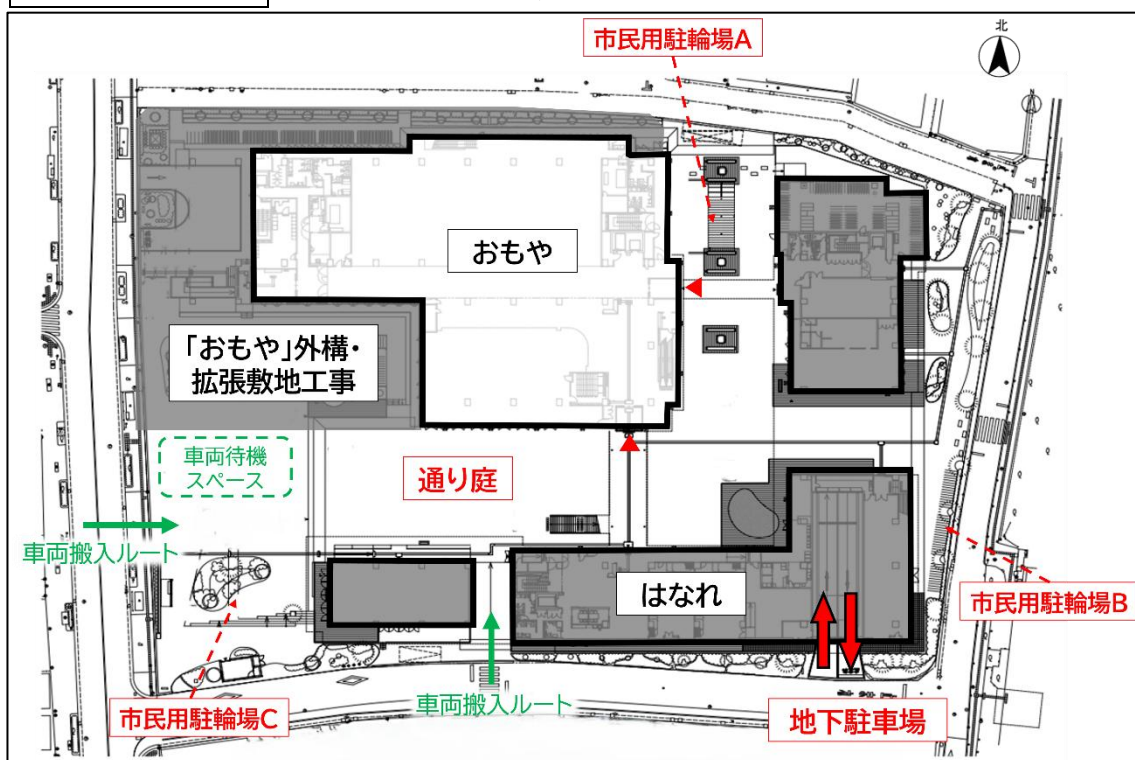 市民用駐輪場A
北
おもや
「おもや」外構・
拡張敷地工事
車両待機
スペース
通り庭
車両搬入ルート
はなれ
市民用駐輪場B
市民用駐輪場C
車両搬入ルート
地下駐車場